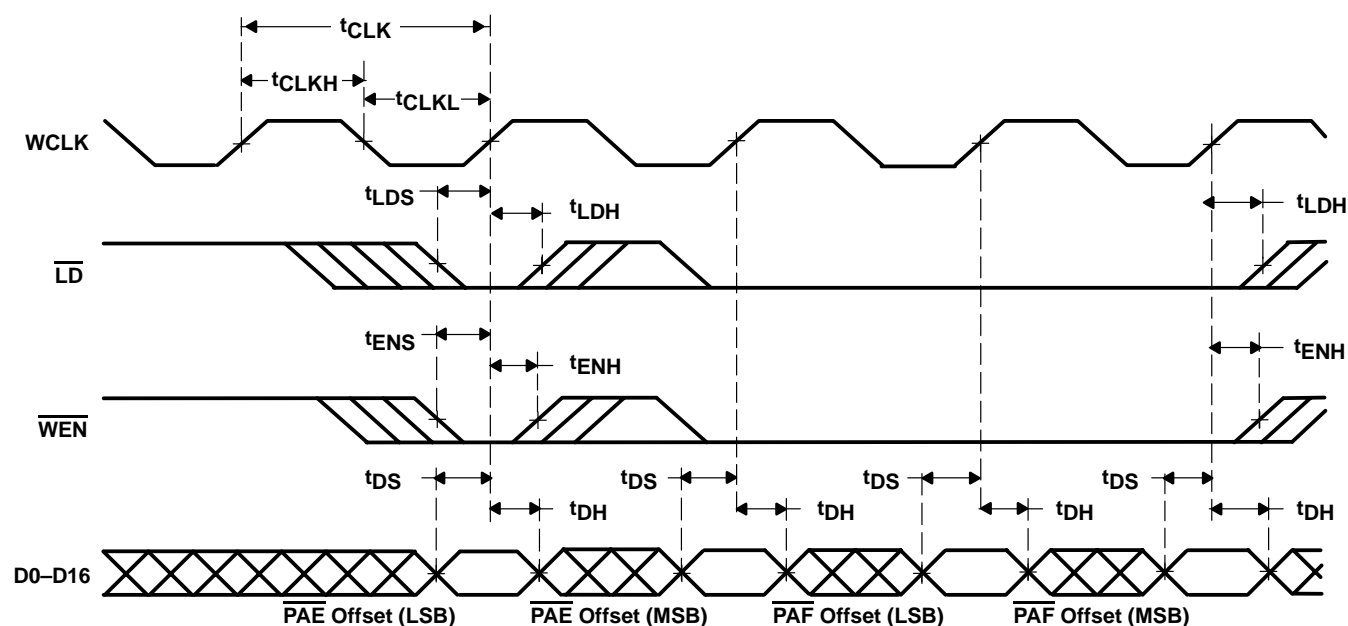 tCLK
tCLKH
tCLKL
WCLK
tLDS
tLDH
tLDH
LD
tENS
tENH
tENH
WEN
tDS
tDS
tDS
tDS
tDH
tDH
tDH
tDH
D0–D16
PAE Offset (LSB)
PAE Offset (MSB)
PAF Offset (LSB)
PAF Offset (MSB)